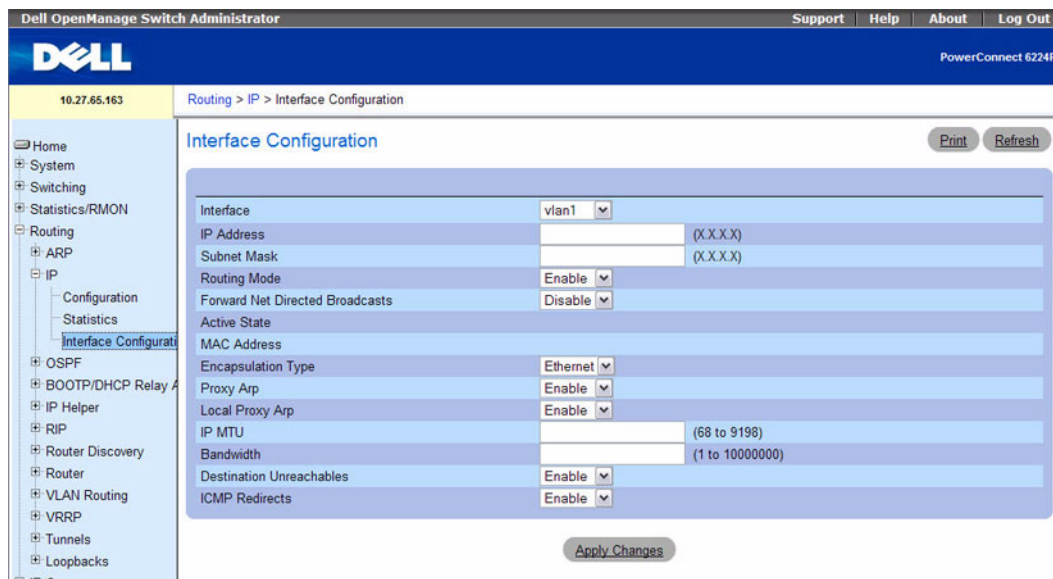 Dell OpenManage Switch Administrator Support Help About Log Out
DELL
PowerConnect 6224
10.27.65.163
Routing > IP > Interface Configuration
Home
System
Switching
Statistics/RMON
Routing
ARP
IP
Configuration
Statistics
Interface Configurati
OSPF
BOOTP/DHCP Relay
IP Helper
RIP
Router Discovery
Router
VLAN Routing
VRRP
Tunnels
Loopbacks
Interface Configuration
Print Refresh
Interface vlan1
IP Address (X.X.X.X)
Subnet Mask (X.X.X.X)
Routing Mode Enable
Forward Net Directed Broadcasts Disable
Active State
MAC Address
Encapsulation Type Ethernet
Proxy Arp Enable
Local Proxy Arp Enable
IP MTU (68 to 9198)
Bandwidth (1 to 10000000)
Destination Unreachables Enable
ICMP Redirects Enable
Apply Changes